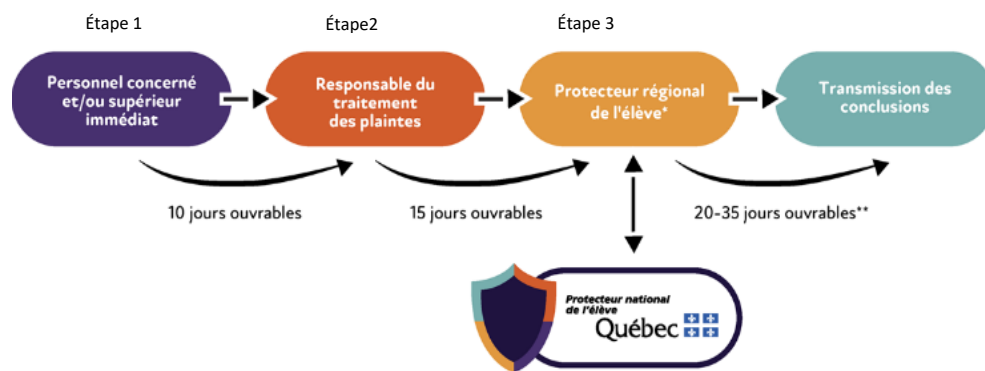 Étape 1
Étape2
Étape 3
Personnel concerné
et/ou supérieur
immédiat
Responsable du
traitement
des plaintes
Protecteur régional
de l'élève*
Transmission des
conclusions
10 jours ouvrables
15 jours ouvrables
20-35 jours ouvrables**
Protecteur national
de l'élève
Québec